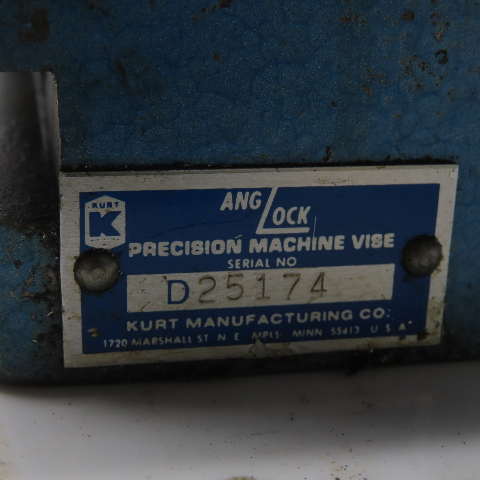 KURT
K
ANG LOCK
PRECISION MACHINE VISE
SERIAL NO
D25174
KURT MANUFACTURING CO.
1720 MARSHALL ST N E MPLS MINN 55413 U S A